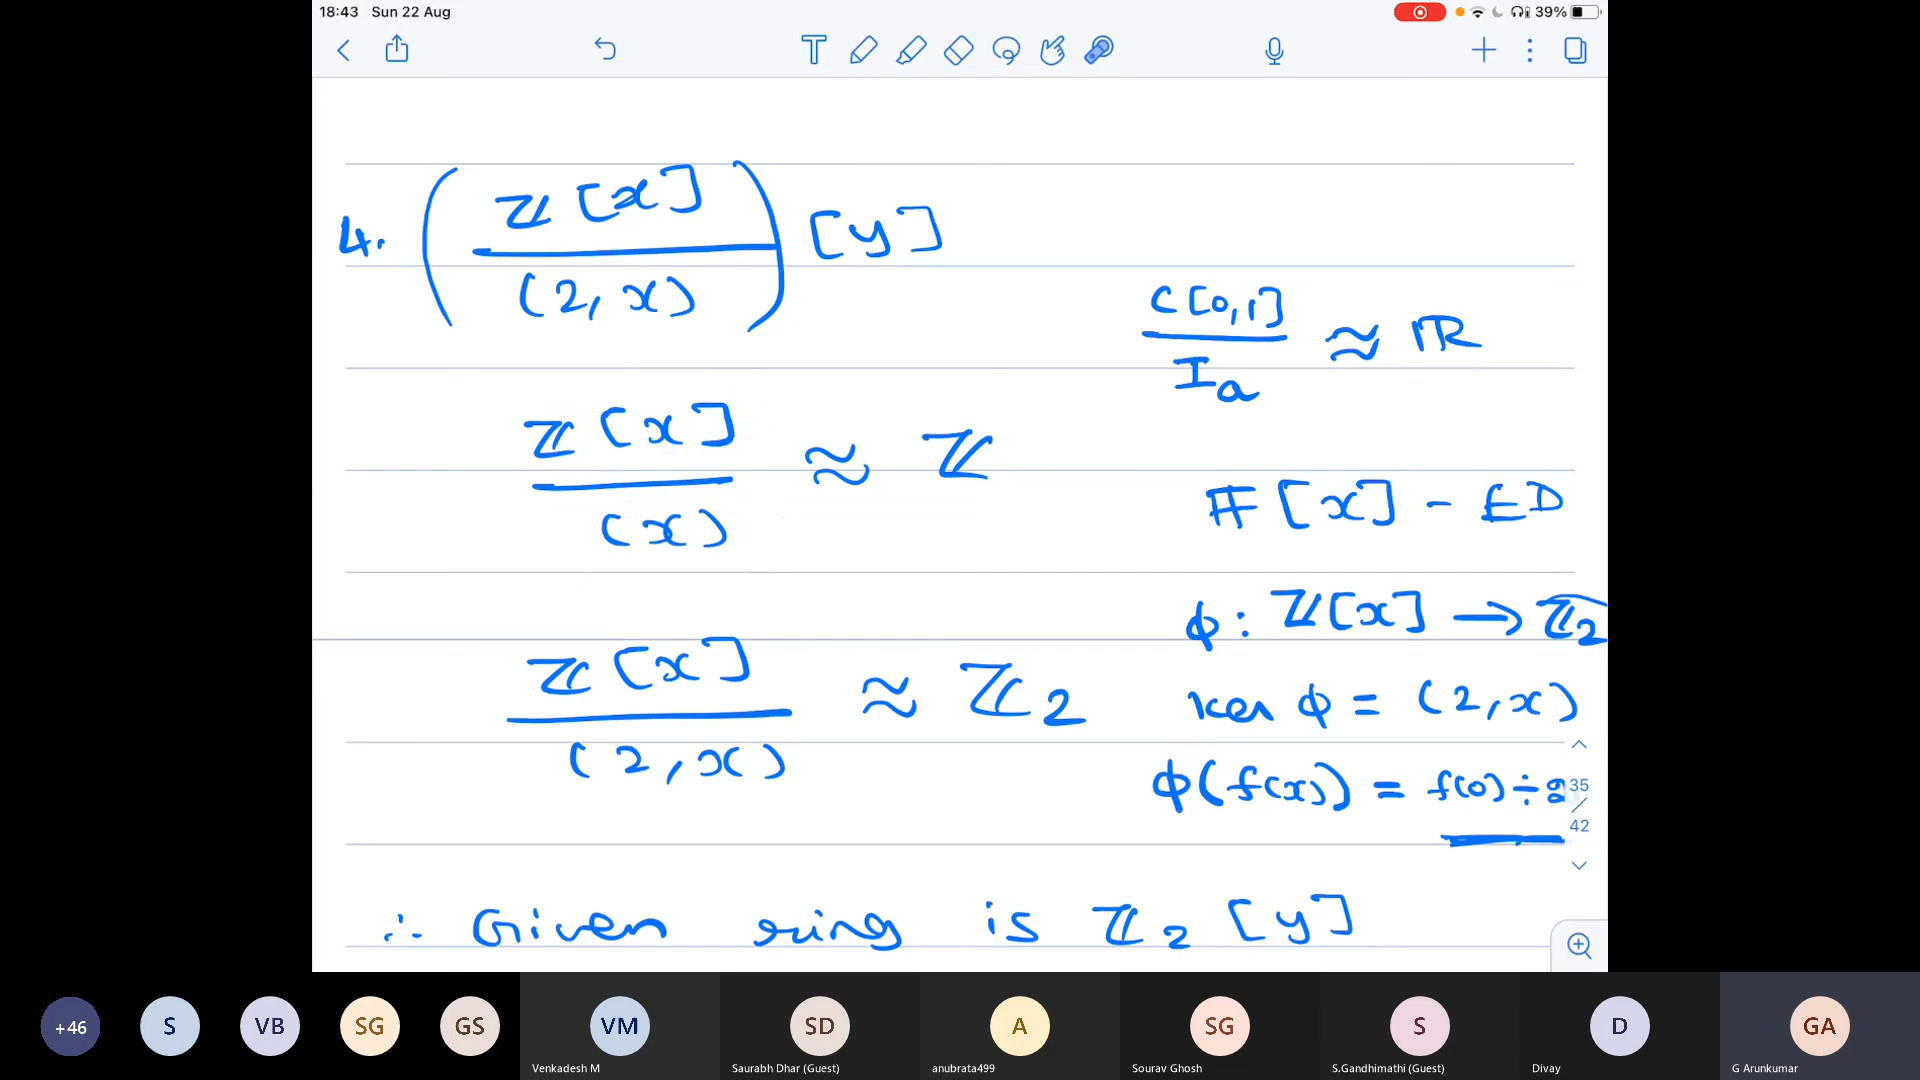 18:43 Sun 22 Aug
39%
4. ( ℤ[x] / (2, x) ) [y]
C[0,1] / I_a ≈ ℝ
ℤ[x] / (x) ≈ ℤ
𝔽[x] - ED
ϕ : ℤ[x] → ℤ₂
ℤ[x] / (2, x) ≈ ℤ₂
ker ϕ = (2, x)
ϕ(f(x)) = f(0) ÷ 2
35
/
42
∴ Given ring is ℤ₂[y]
+46 S VB SG GS VM SD A SG S D GA
Venkadesh M Saurabh Dhar (Guest) anubrata499 Sourav Ghosh S.Gandhimathi (Guest) Divay G Arunkumar